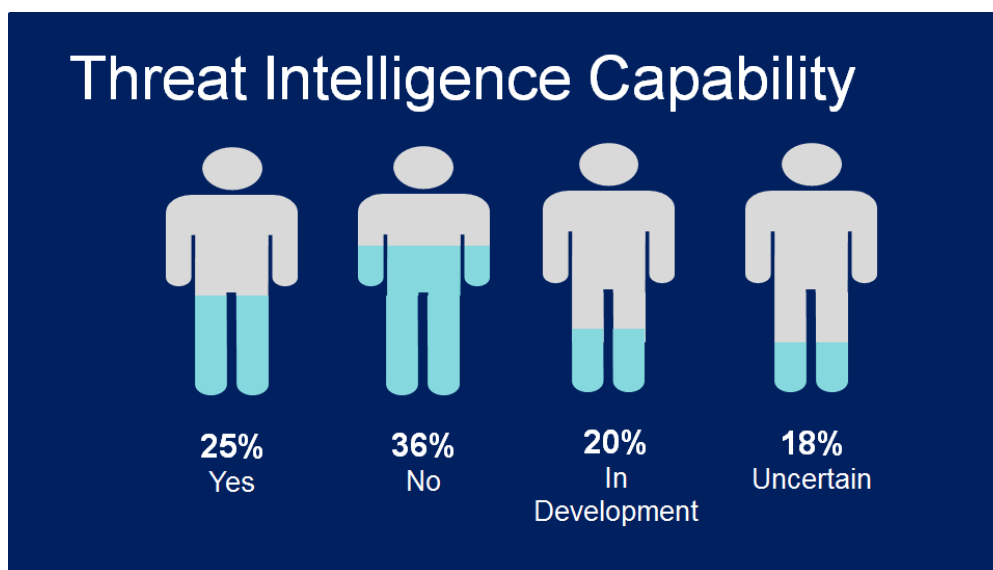 Threat Intelligence Capability
25%
Yes
36%
No
20%
In
Development
18%
Uncertain